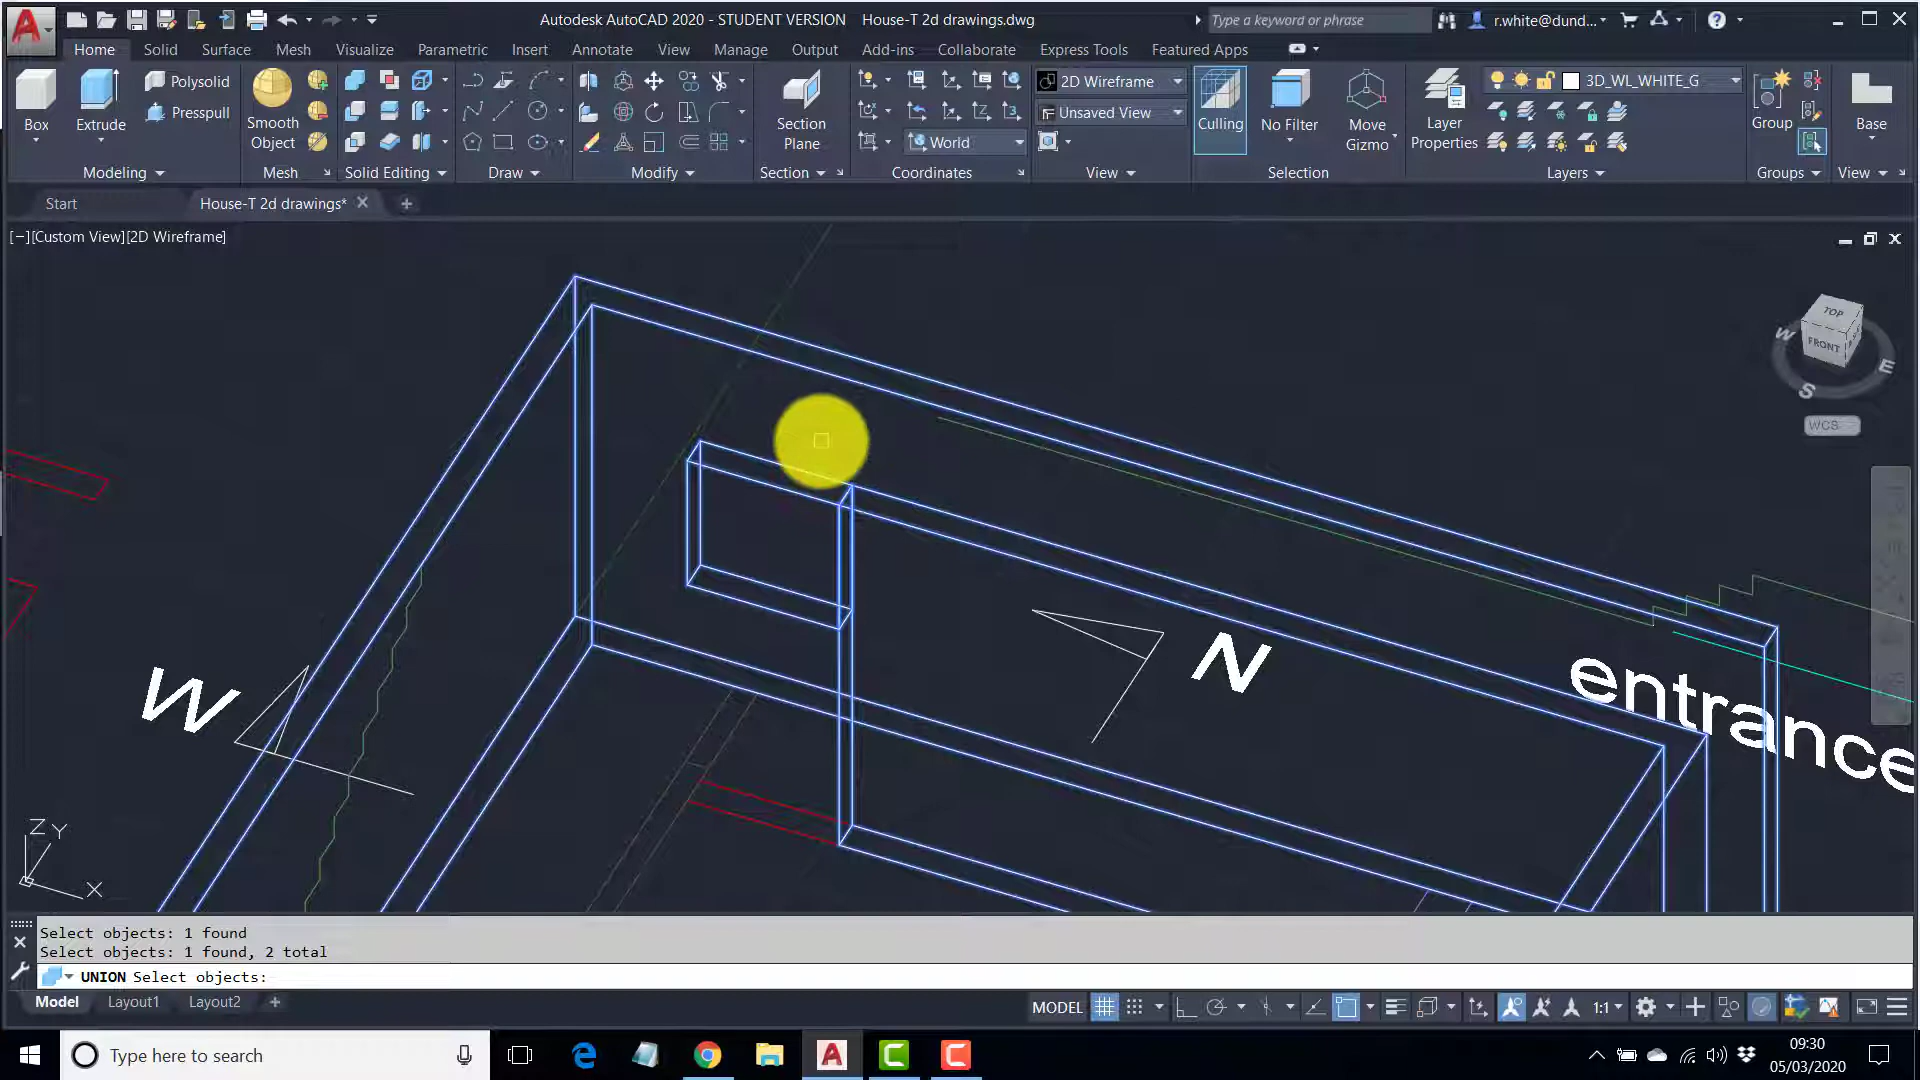 Autodesk AutoCAD 2020 - STUDENT VERSION House-T 2d drawings.dwg
Type a keyword or phrase
r.white@dund...
Home Solid Surface Mesh Visualize Parametric Insert Annotate View Manage Output Add-ins Collaborate Express Tools Featured Apps
Box
Extrude
Polysolid
Presspull
Smooth
Object
Section
Plane
World
2D Wireframe
Unsaved View
Culling
No Filter
Move
Gizmo
Layer
Properties
3D_WL_WHITE_G
Group
Base
Modeling Mesh Solid Editing Draw Modify Section Coordinates View Selection Layers Groups View
Start House-T 2d drawings*
[−][Custom View][2D Wireframe]
TOP
FRONT
W
E
S
WCS
W
N
entrance
Z Y
X
Select objects: 1 found
Select objects: 1 found, 2 total
UNION Select objects:
Model Layout1 Layout2
MODEL 1:1
Type here to search
09:30
05/03/2020